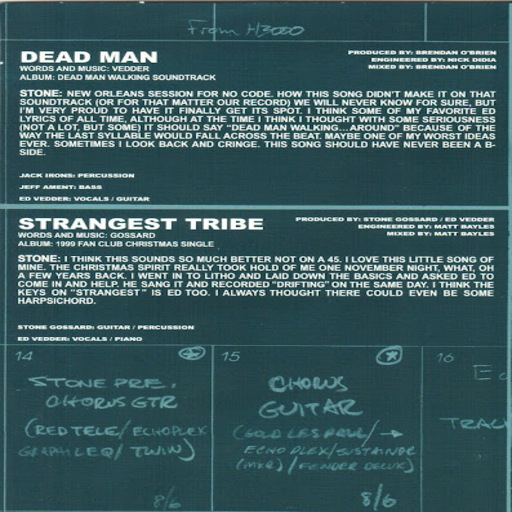 From H3000
DEAD MAN
WORDS AND MUSIC: VEDDER
ALBUM: DEAD MAN WALKING SOUNDTRACK
PRODUCED BY: BRENDAN O'BRIEN
ENGINEERED BY: NICK DIDIA
MIXED BY: BRENDAN O'BRIEN
STONE: NEW ORLEANS SESSION FOR NO CODE. HOW THIS SONG DIDN'T MAKE IT ON THAT
SOUNDTRACK (OR FOR THAT MATTER OUR RECORD) WE WILL NEVER KNOW FOR SURE, BUT
I'M VERY PROUD TO HAVE IT FINALLY GET ITS SPOT. I THINK SOME OF MY FAVORITE ED
LYRICS OF ALL TIME, ALTHOUGH AT THE TIME I THINK I THOUGHT WITH SOME SERIOUSNESS
(NOT A LOT, BUT SOME) IT SHOULD SAY "DEAD MAN WALKING...AROUND" BECAUSE OF THE
WAY THE LAST SYLLABLE WOULD FALL ACROSS THE BEAT. MAYBE ONE OF MY WORST IDEAS
EVER. SOMETIMES I LOOK BACK AND CRINGE. THIS SONG SHOULD HAVE NEVER BEEN A B-
SIDE.
JACK IRONS: PERCUSSION
JEFF AMENT: BASS
ED VEDDER: VOCALS / GUITAR
STRANGEST TRIBE
WORDS AND MUSIC: GOSSARD
ALBUM: 1999 FAN CLUB CHRISTMAS SINGLE
PRODUCED BY: STONE GOSSARD / ED VEDDER
ENGINEERED BY: MATT BAYLES
MIXED BY: MATT BAYLES
STONE: I THINK THIS SOUNDS SO MUCH BETTER NOT ON A 45. I LOVE THIS LITTLE SONG OF
MINE. THE CHRISTMAS SPIRIT REALLY TOOK HOLD OF ME ONE NOVEMBER NIGHT, WHAT, OH
A FEW YEARS BACK. I WENT IN TO LITHO AND LAID DOWN THE BASICS AND ASKED ED TO
COME IN AND HELP. HE SANG IT AND RECORDED "DRIFTING" ON THE SAME DAY. I THINK THE
KEYS ON "STRANGEST" IS ED TOO. I ALWAYS THOUGHT THERE COULD EVEN BE SOME
HARPSICHORD.
STONE GOSSARD: GUITAR / PERCUSSION
ED VEDDER: VOCALS / PIANO
14
STONE PRE.
CHORUS GTR
(RED TELE/ ECHOPLEX
GRAPHIC EQ/ TWIN)
8/6
15
CHORUS
GUITAR
(GOLD LES PAUL/ →
ECHOPLEX/SUSTAINOR
(MXR)/ FENDER DELUX)
8/6
16
TRACK